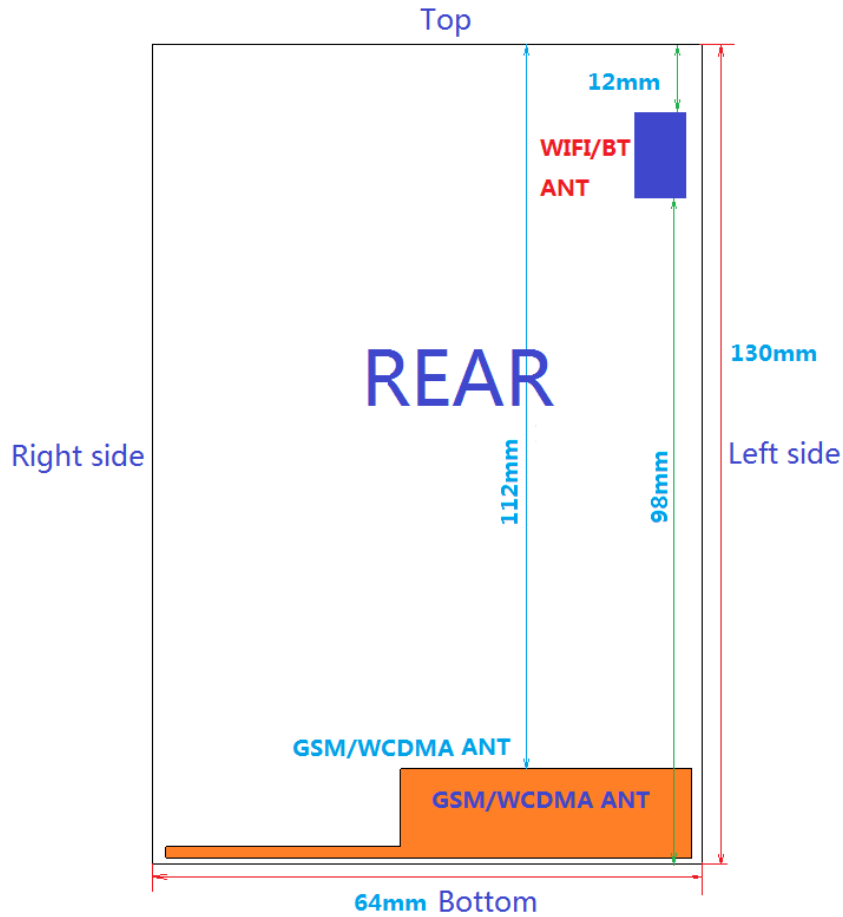 Top
12mm
WIFI/BT
ANT
130mm
REAR
Right side
Left side
112mm
98mm
GSM/WCDMA ANT
GSM/WCDMA ANT
64mm Bottom